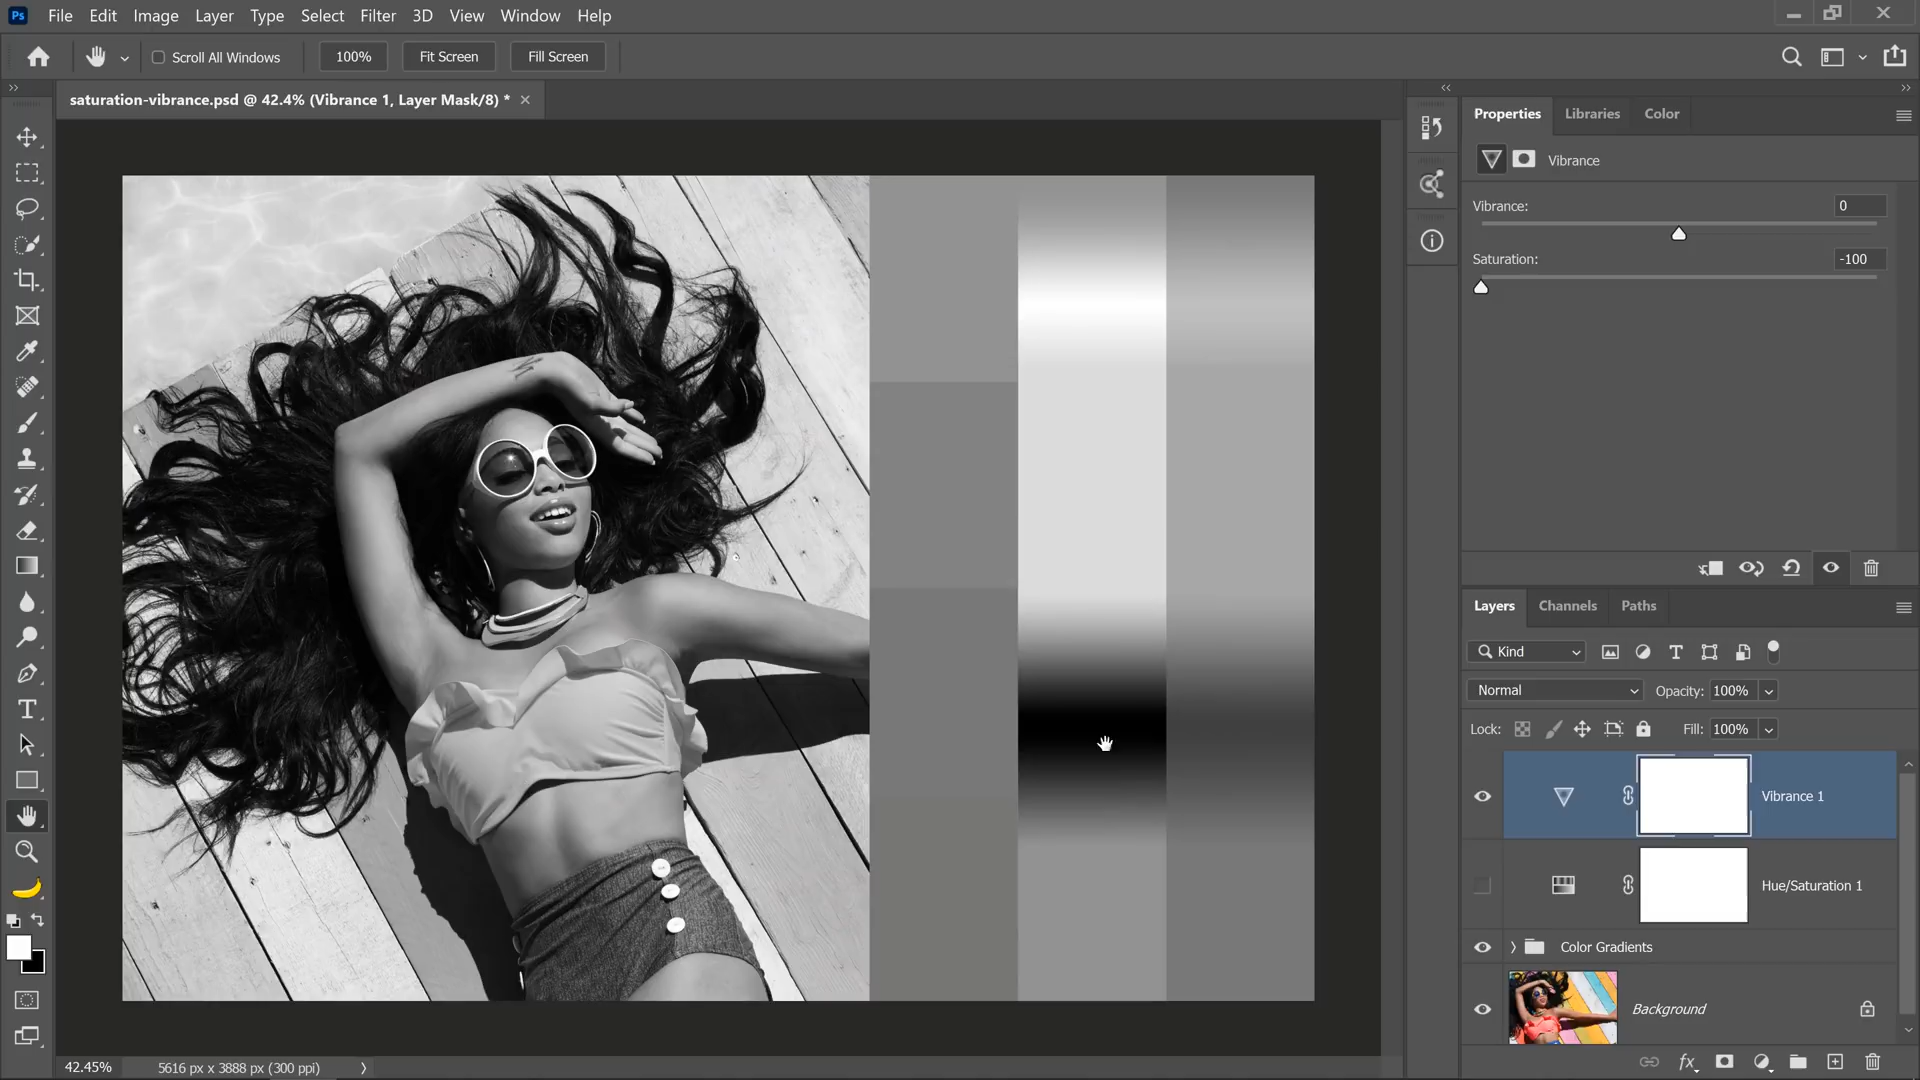 Ps File Edit Image Layer Type Select Filter 3D View Window Help
Scroll All Windows 100% Fit Screen Fill Screen
saturation-vibrance.psd @ 42.4% (Vibrance 1, Layer Mask/8) *
Properties Libraries Color
Vibrance
Vibrance: 0
Saturation: -100
Layers Channels Paths
Kind
Normal Opacity: 100%
Lock: Fill: 100%
Vibrance 1
Hue/Saturation 1
Color Gradients
Background
42.45% 5616 px x 3888 px (300 ppi)